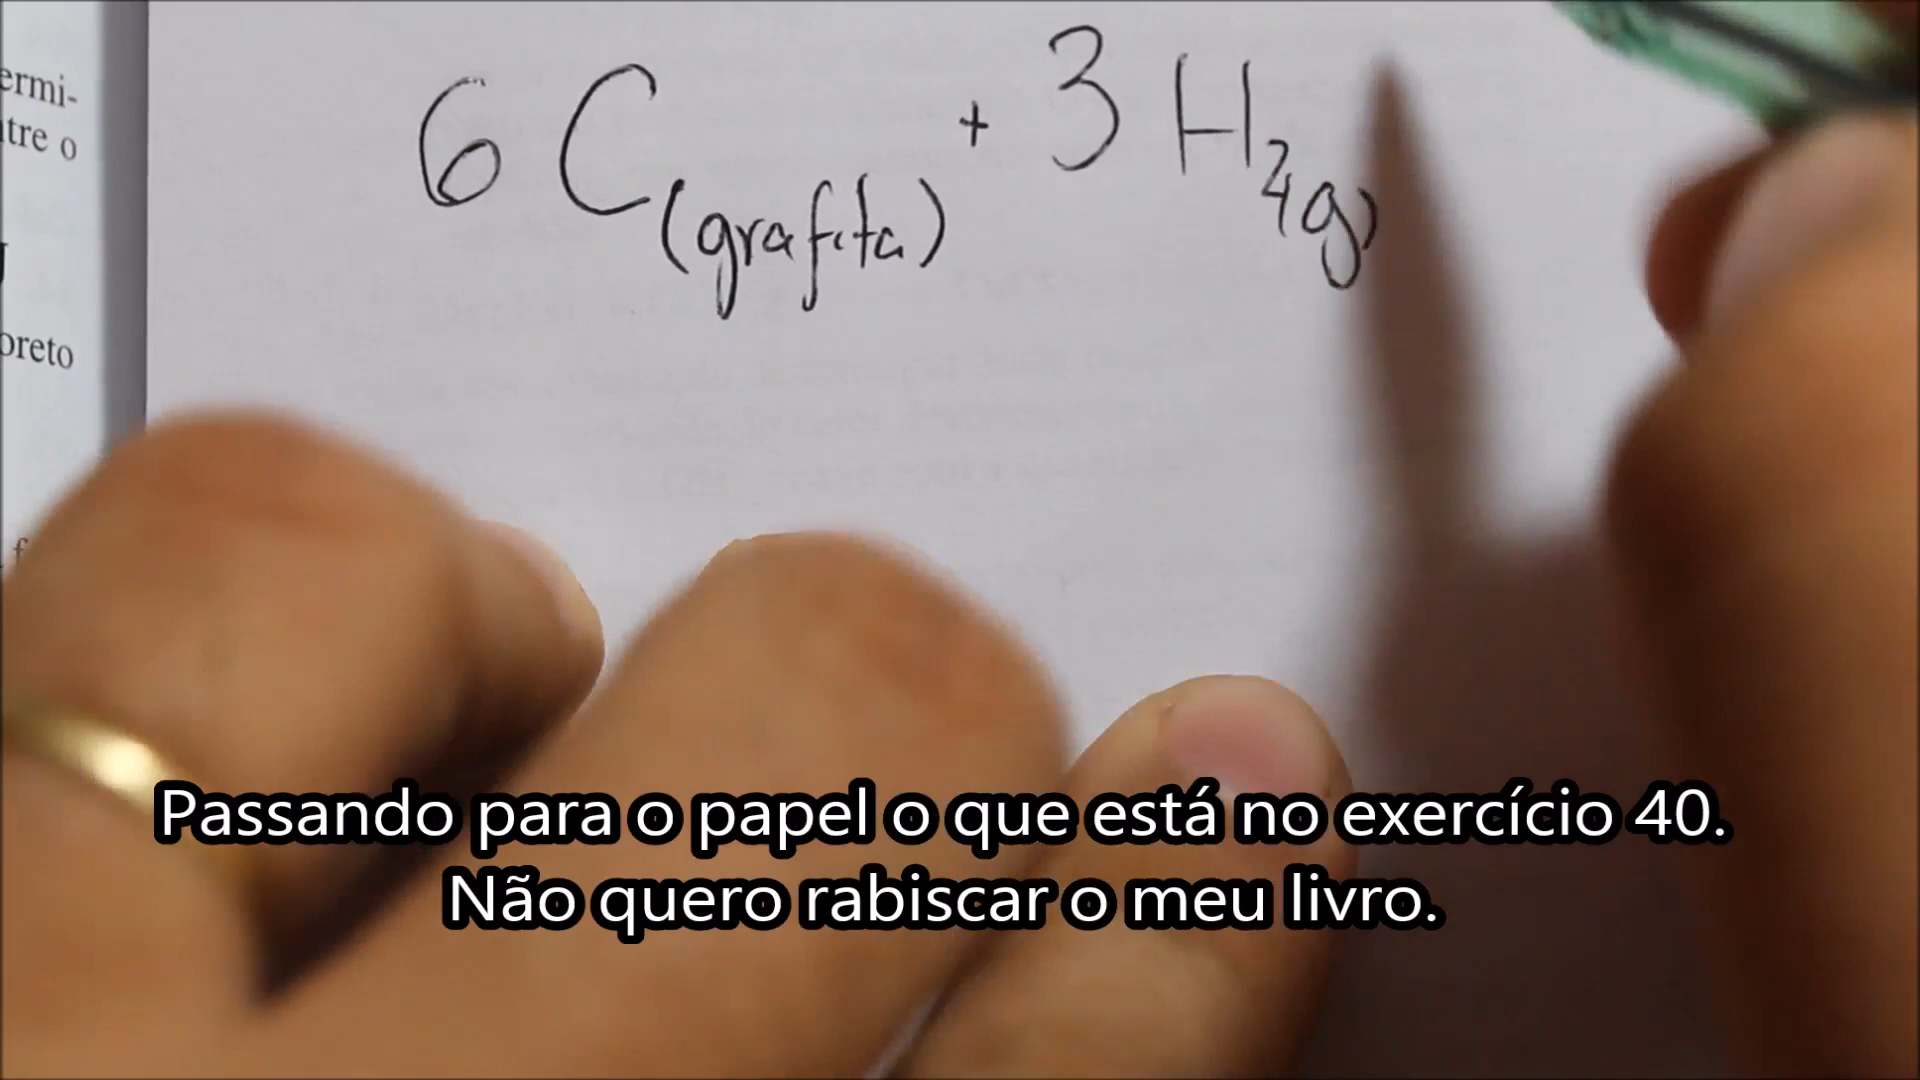 ermi-
tre o
oreto
f
6 C(grafita) + 3 H2(g)
Passando para o papel o que está no exercício 40.
Não quero rabiscar o meu livro.